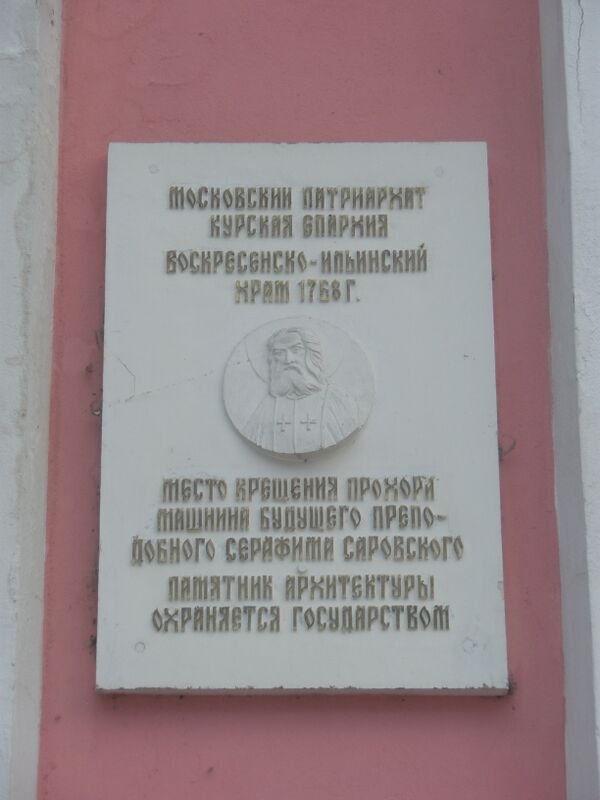 МОСКОВСКИЙ ПАТРИАРХАТ
КУРСКАЯ ЕПАРХИЯ
ВОСКРЕСЕНСКО-ИЛЬИНСКИЙ
ХРАМ 1768 Г.
МЕСТО КРЕЩЕНИЯ ПРОХОРА
МАШНИНА БУДУЩЕГО ПРЕПО-
ДОБНОГО СЕРАФИМА САРОВСКОГО
ПАМЯТНИК АРХИТЕКТУРЫ
ОХРАНЯЕТСЯ ГОСУДАРСТВОМ